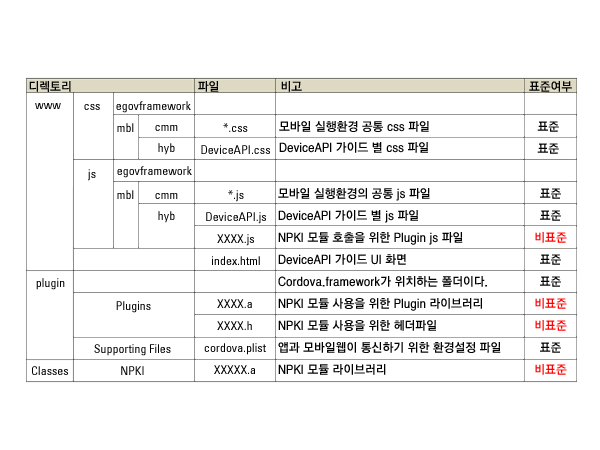 디렉토리 파일 비고 표준여부
www css egovframework
mbl cmm *.css 모바일 실행환경 공통 css 파일 표준
hyb DeviceAPI.css DeviceAPI 가이드 별 css 파일 표준
js egovframework
mbl cmm *.js 모바일 실행환경의 공통 js 파일 표준
hyb DeviceAPI.js DeviceAPI 가이드 별 js 파일 표준
XXXX.js NPKI 모듈 호출을 위한 Plugin js 파일 비표준
index.html DeviceAPI 가이드 UI 화면 표준
plugin Cordova.framework가 위치하는 폴더이다. 표준
Plugins XXXX.a NPKI 모듈 사용을 위한 Plugin 라이브러리 비표준
XXXX.h NPKI 모듈 사용을 위한 헤더파일 비표준
Supporting Files cordova.plist 앱과 모바일웹이 통신하기 위한 환경설정 파일 표준
Classes NPKI XXXXX.a NPKI 모듈 라이브러리 비표준